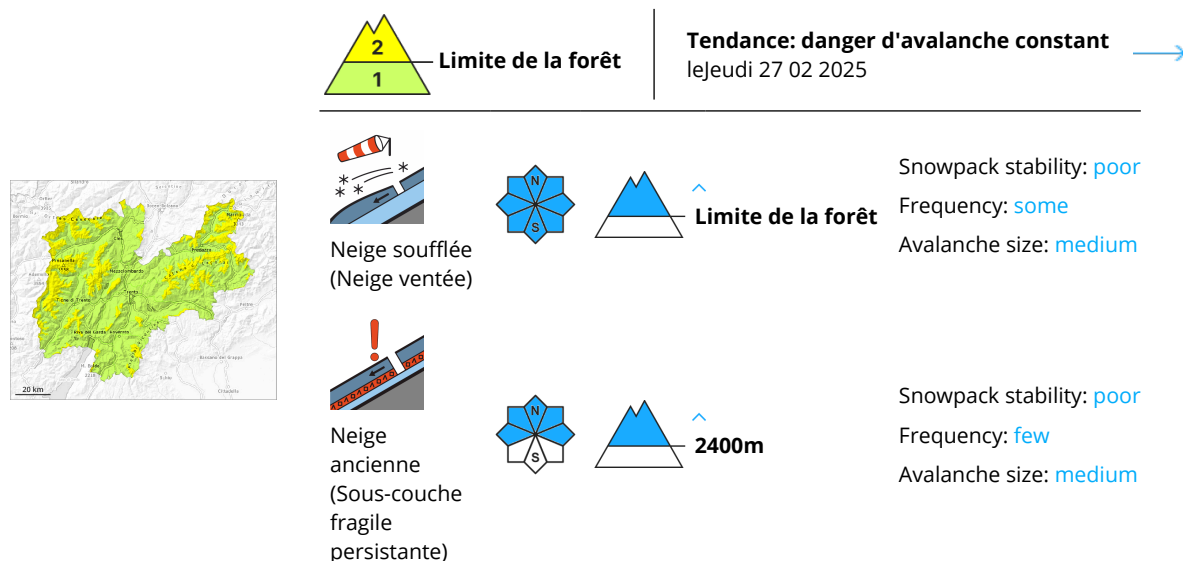 2
1
Limite de la forêt
Tendance: danger d'avalanche constant
leJeudi 27 02 2025
N
S
Limite de la forêt
Snowpack stability: poor
Frequency: some
Avalanche size: medium
Neige soufflée
(Neige ventée)
20 km
N
S
2400m
Snowpack stability: poor
Frequency: few
Avalanche size: medium
Neige
ancienne
(Sous-couche
fragile
persistante)